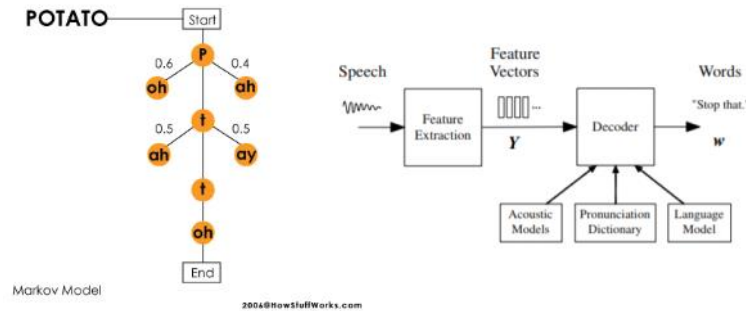 POTATO
Start
P
0.6
0.4
oh
ah
t
0.5
0.5
ah
ay
t
oh
End
Markov Model
2006©HowStuffWorks.com
Speech
Feature
Extraction
Feature
Vectors
...
Y
Decoder
Words
"Stop that."
w
Acoustic
Models
Pronunciation
Dictionary
Language
Model